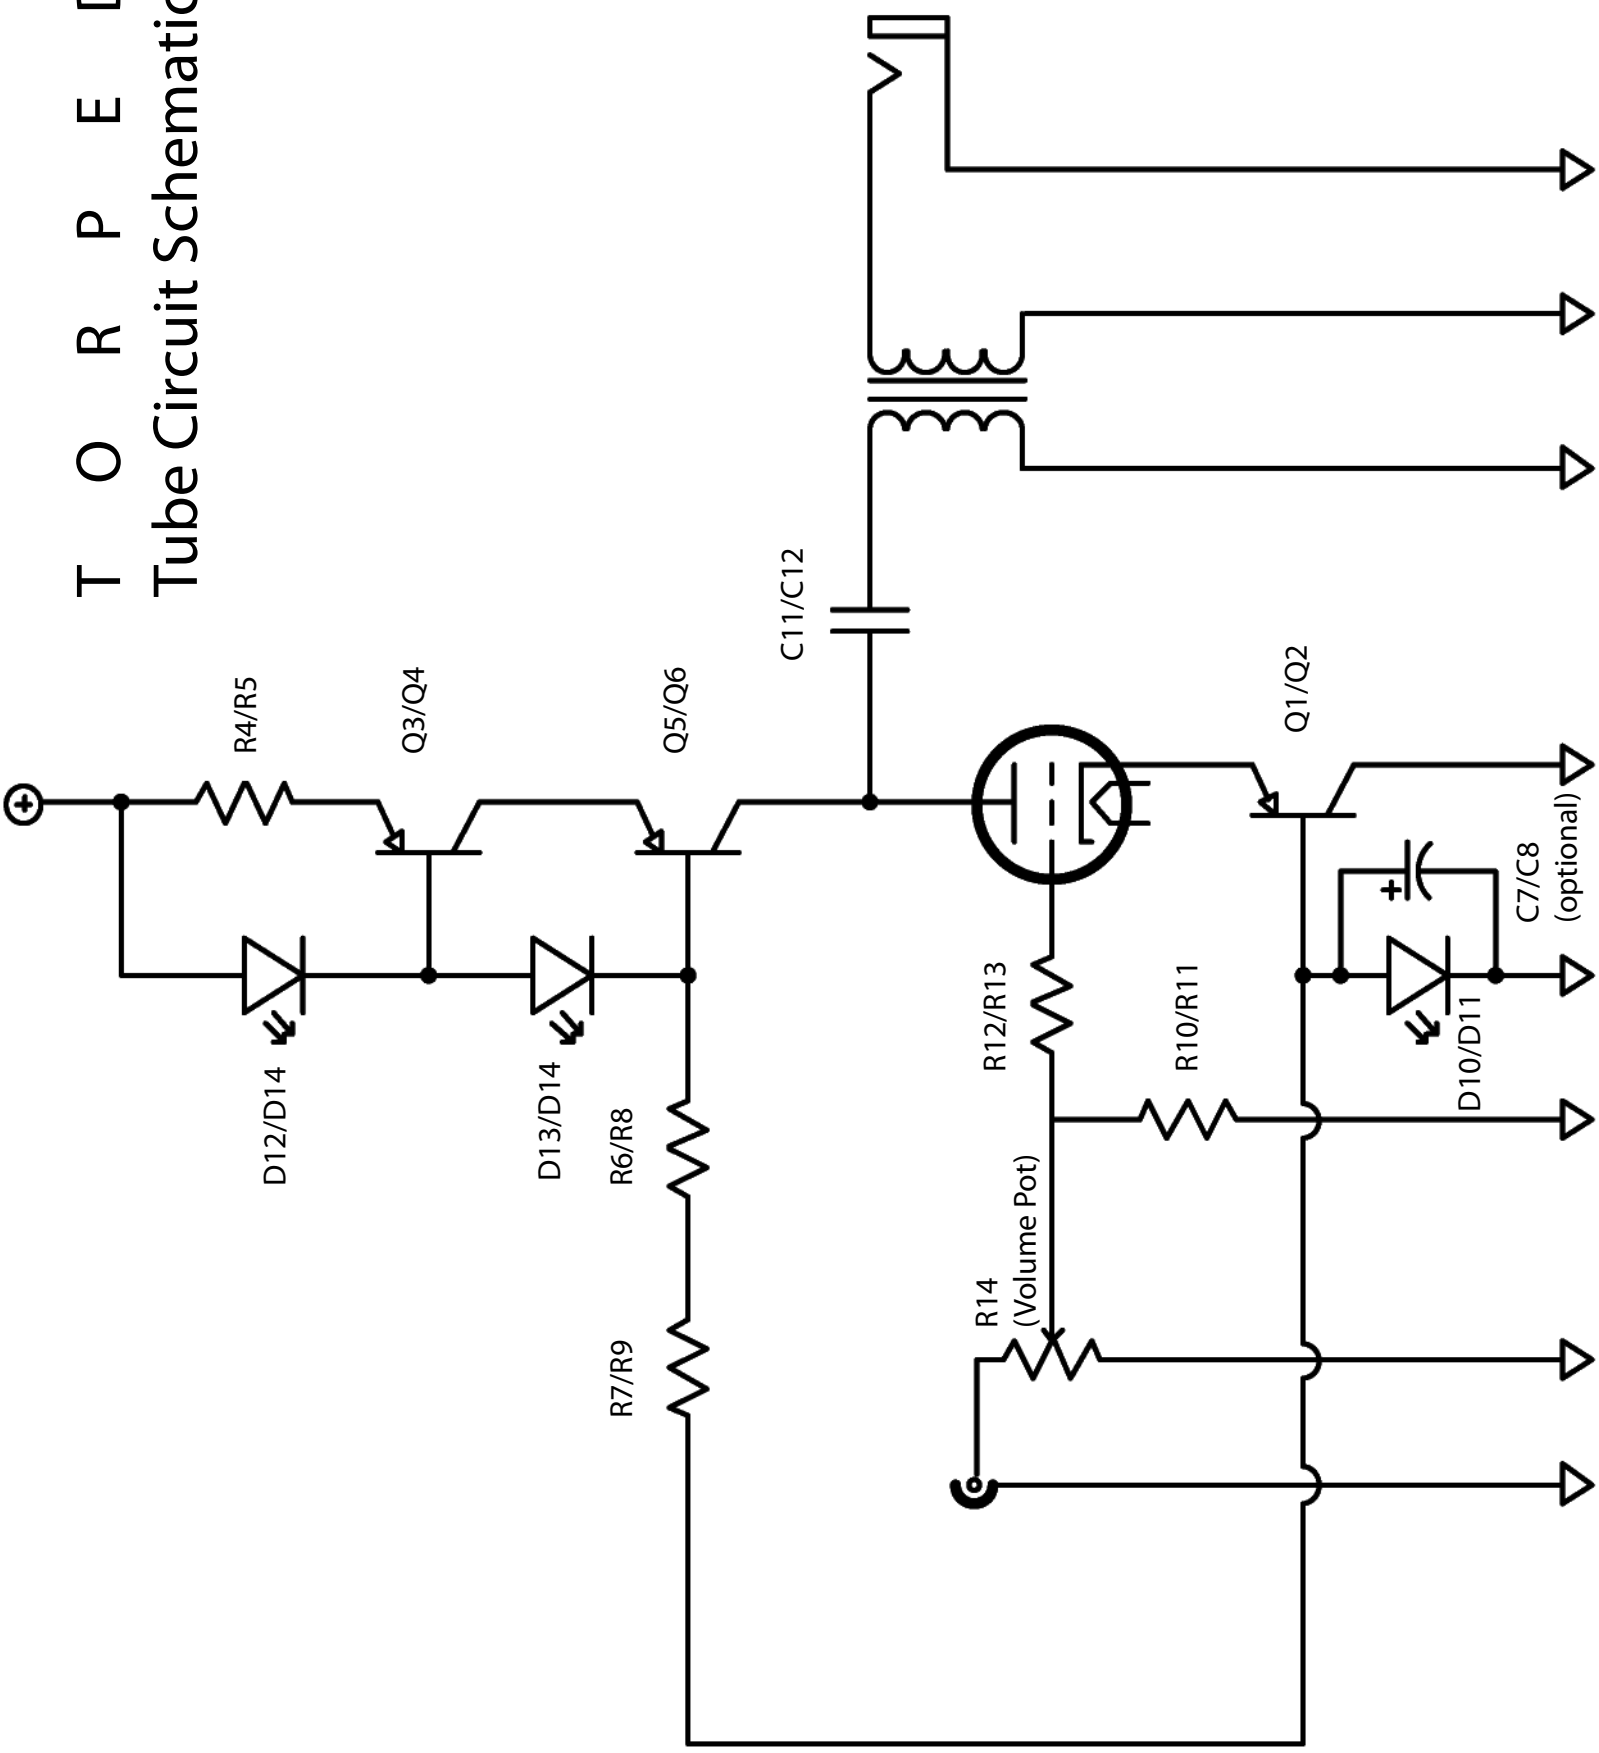 T O R P E D
Tube Circuit Schematic
R4/R5
Q3/Q4
Q5/Q6
C11/C12
Q1/Q2
D12/D14
D13/D14
R6/R8
R7/R9
R12/R13
R10/R11
R14
(Volume Pot)
D10/D11
+
C7/C8
(optional)
+